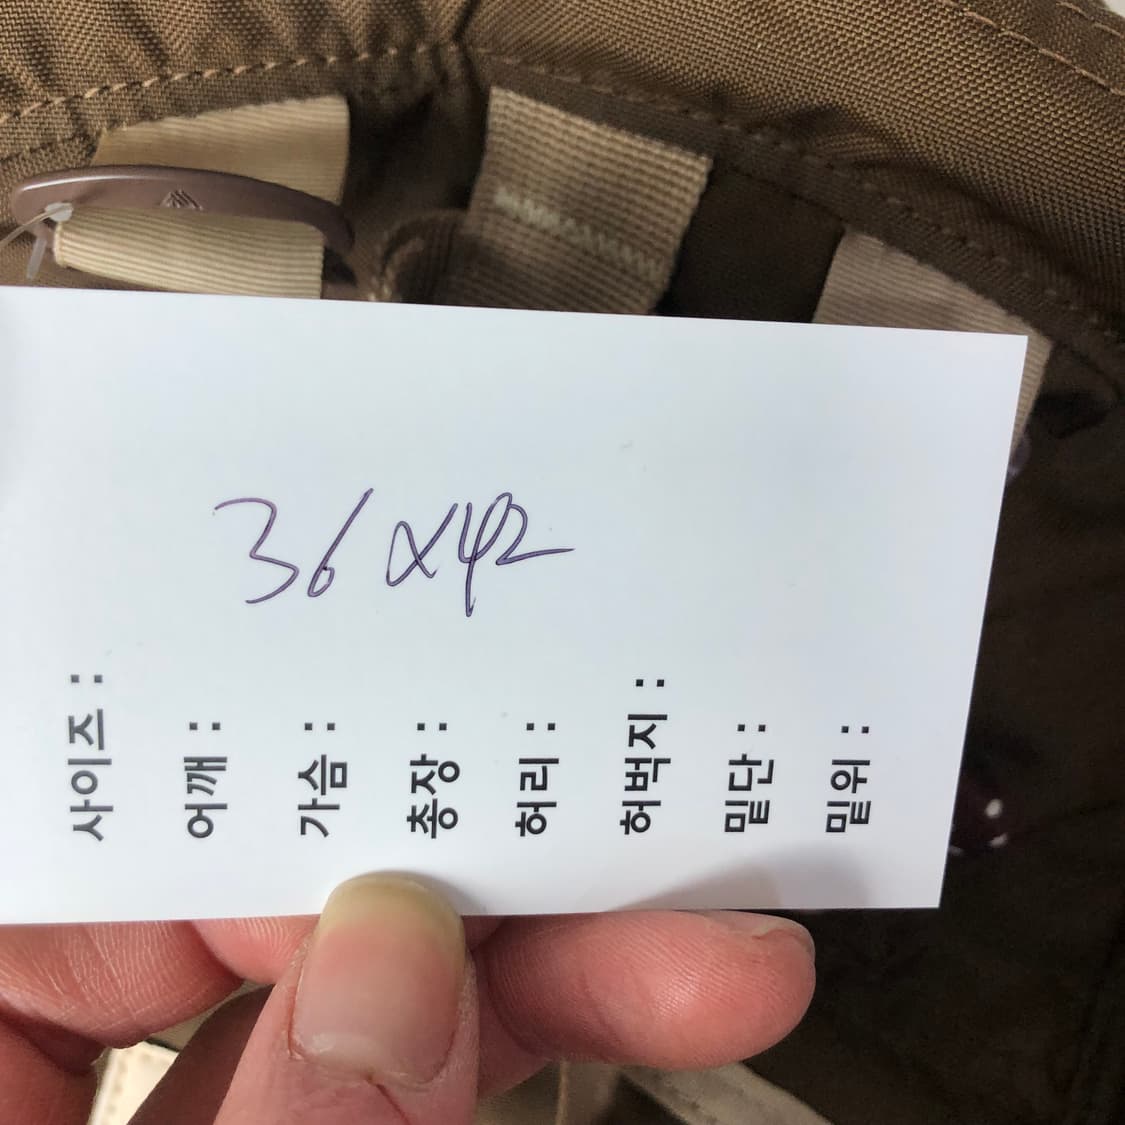 36 x 42
사이즈 :
어깨 :
가슴 :
총장 :
허리 :
허벅지 :
밑단 :
밑위 :